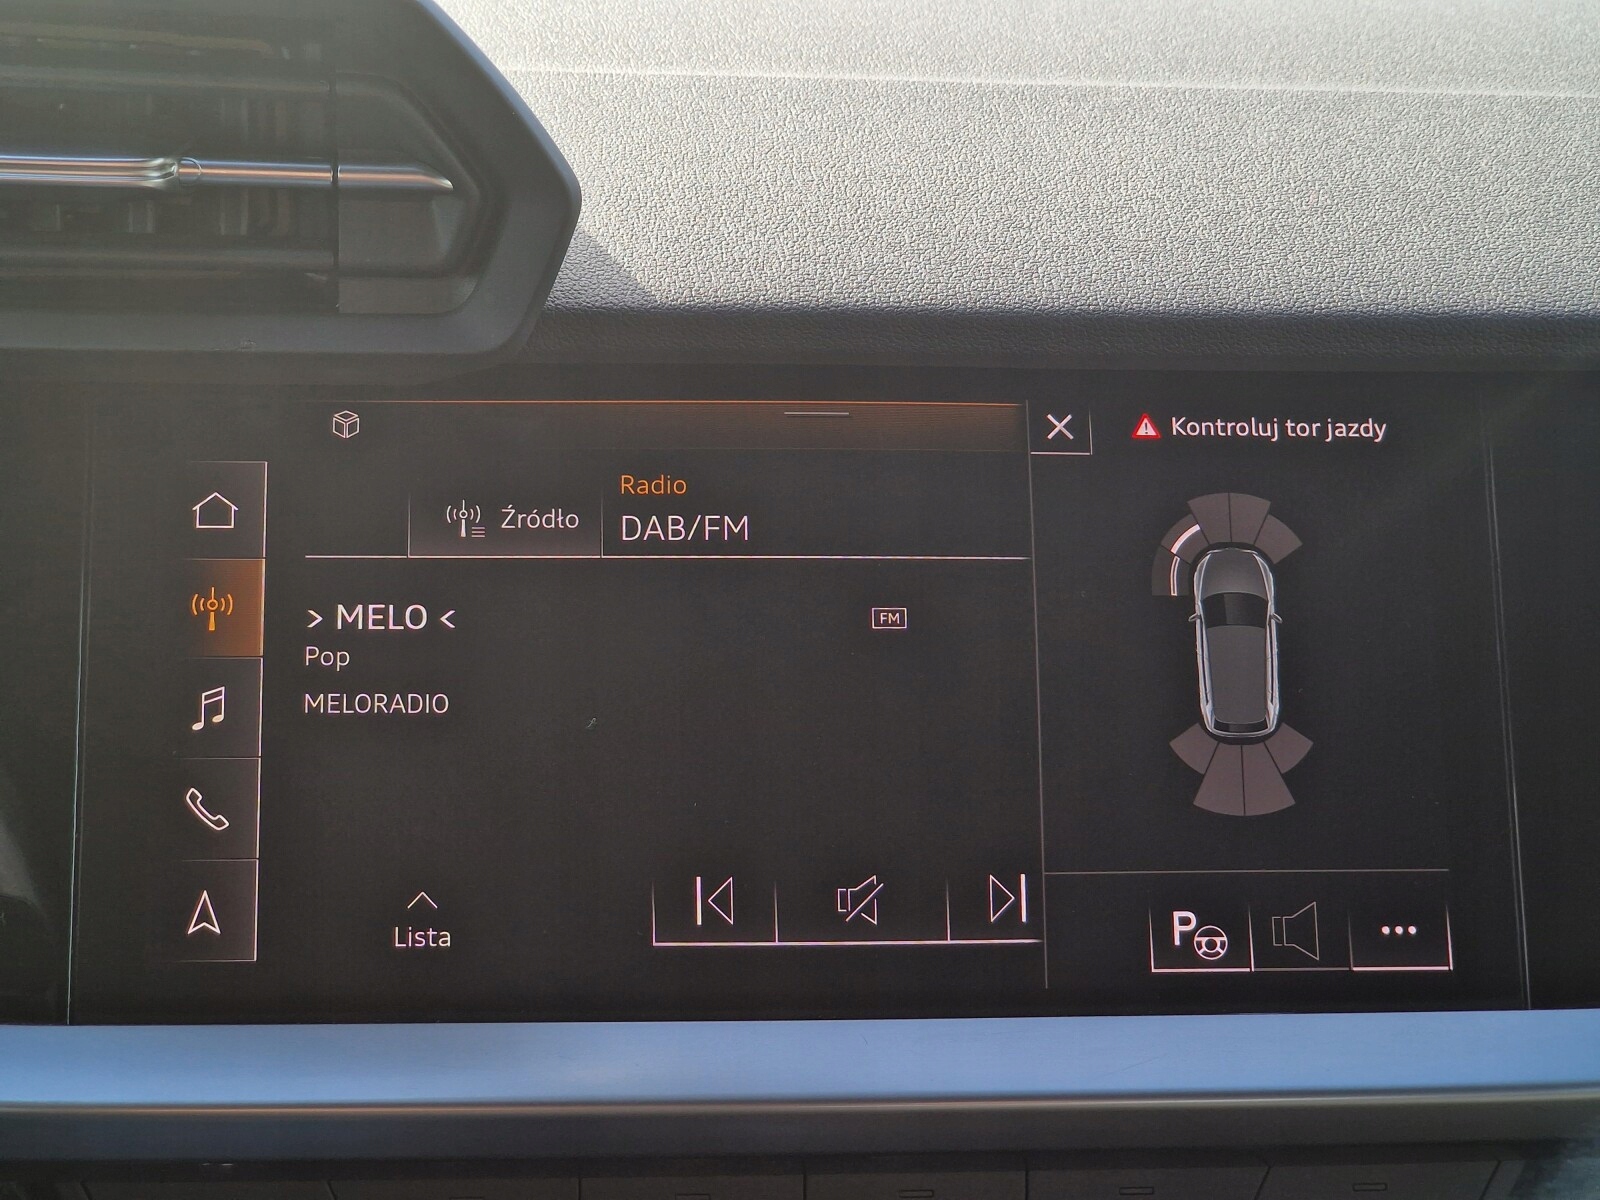 Kontroluj tor jazdy
Źródło
Radio
DAB/FM
> MELO <
FM
Pop
MELORADIO
Lista
P